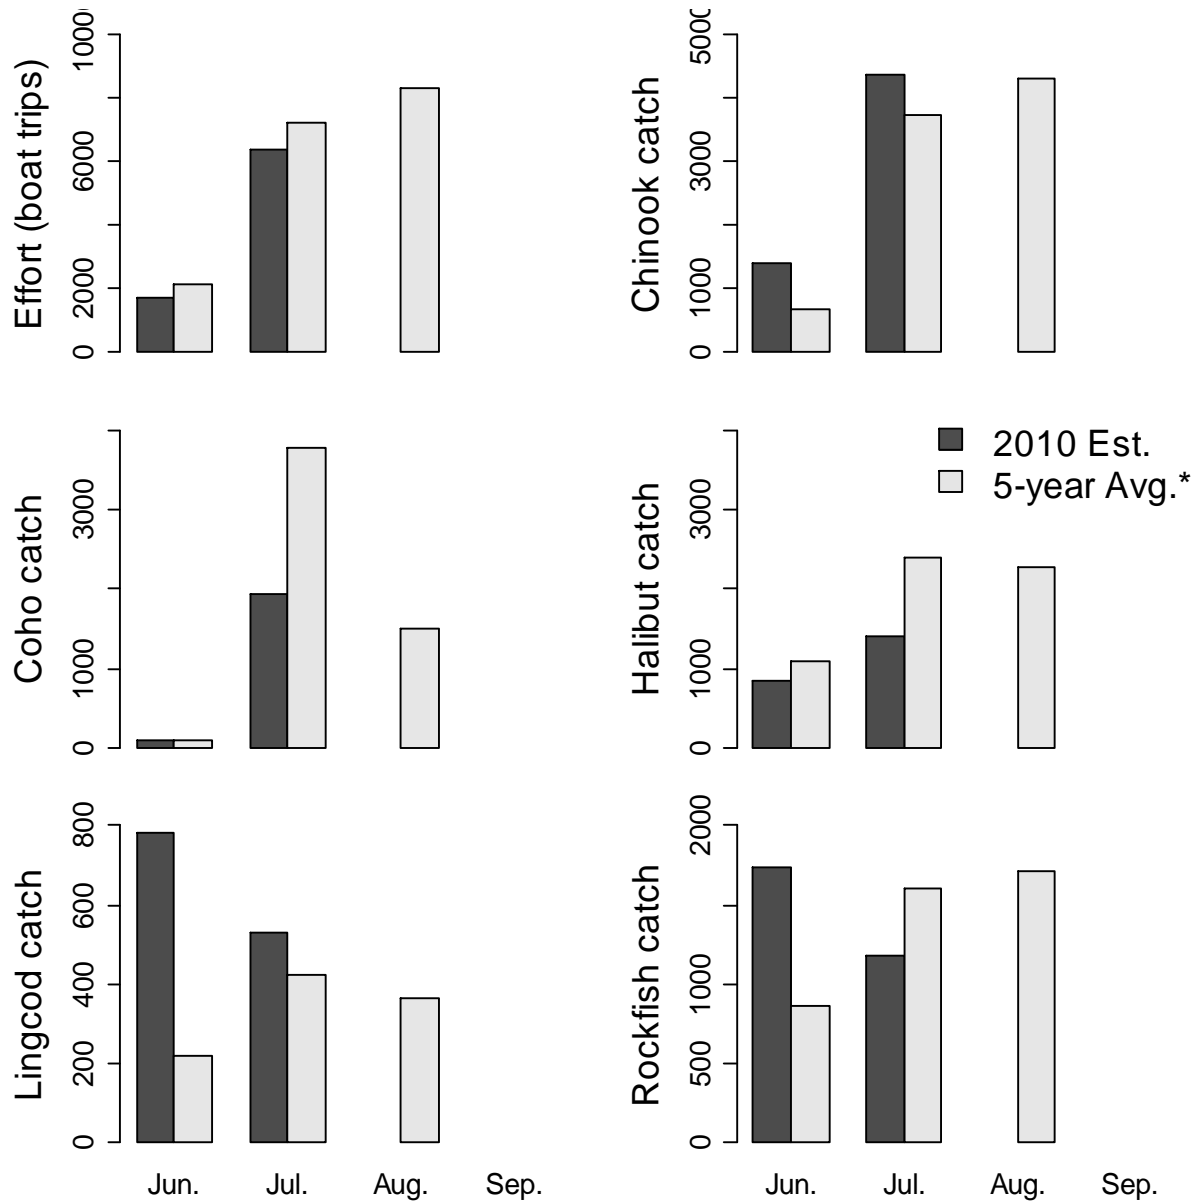 Effort (boat trips)
0 2000 6000 1000
Chinook catch
0 1000 3000 5000
Coho catch
0 1000 3000
Halibut catch
0 1000 3000
2010 Est.
5-year Avg.*
Lingcod catch
0 200 400 600 800
Rockfish catch
0 500 1000 2000
Jun. Jul. Aug. Sep.
Jun. Jul. Aug. Sep.